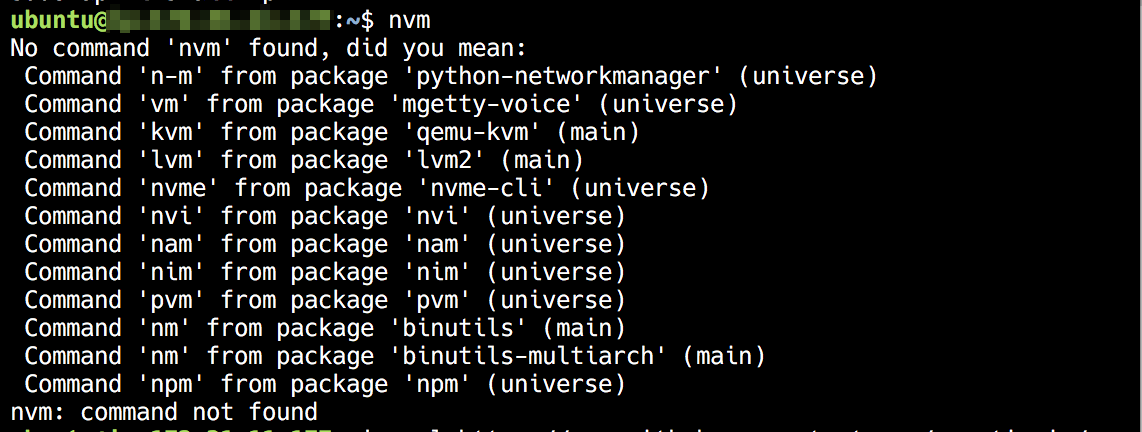 ubuntu@:~$ nvm
No command 'nvm' found, did you mean:
 Command 'n-m' from package 'python-networkmanager' (universe)
 Command 'vm' from package 'mgetty-voice' (universe)
 Command 'kvm' from package 'qemu-kvm' (main)
 Command 'lvm' from package 'lvm2' (main)
 Command 'nvme' from package 'nvme-cli' (universe)
 Command 'nvi' from package 'nvi' (universe)
 Command 'nam' from package 'nam' (universe)
 Command 'nim' from package 'nim' (universe)
 Command 'pvm' from package 'pvm' (universe)
 Command 'nm' from package 'binutils' (main)
 Command 'nm' from package 'binutils-multiarch' (main)
 Command 'npm' from package 'npm' (universe)
nvm: command not found